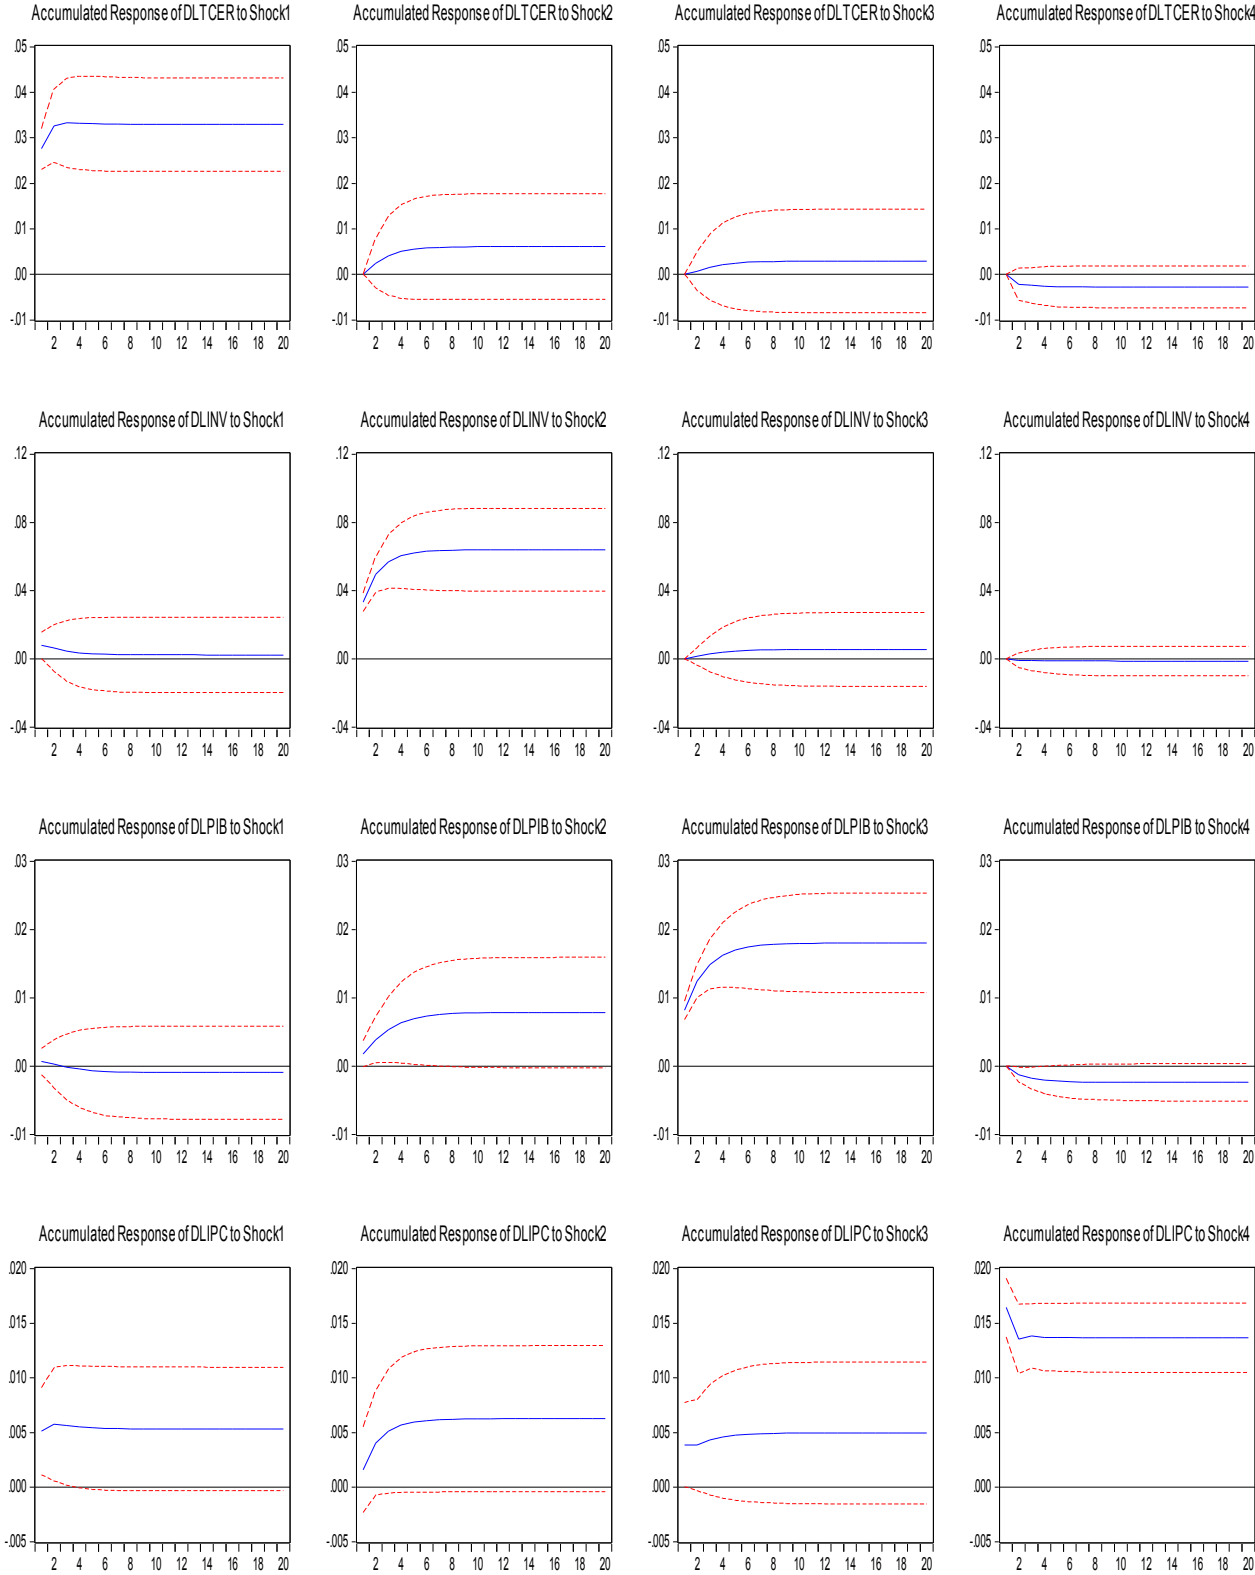 Accumulated Response of DLTCER to Shock1
Accumulated Response of DLTCER to Shock2
Accumulated Response of DLTCER to Shock3
Accumulated Response of DLTCER to Shock4
.05 .04 .03 .02 .01 .00 -.01
2 4 6 8 10 12 14 16 18 20
.05 .04 .03 .02 .01 .00 -.01
2 4 6 8 10 12 14 16 18 20
.05 .04 .03 .02 .01 .00 -.01
2 4 6 8 10 12 14 16 18 20
.05 .04 .03 .02 .01 .00 -.01
2 4 6 8 10 12 14 16 18 20
Accumulated Response of DLINV to Shock1
Accumulated Response of DLINV to Shock2
Accumulated Response of DLINV to Shock3
Accumulated Response of DLINV to Shock4
.12 .08 .04 .00 -.04
2 4 6 8 10 12 14 16 18 20
.12 .08 .04 .00 -.04
2 4 6 8 10 12 14 16 18 20
.12 .08 .04 .00 -.04
2 4 6 8 10 12 14 16 18 20
.12 .08 .04 .00 -.04
2 4 6 8 10 12 14 16 18 20
Accumulated Response of DLPIB to Shock1
Accumulated Response of DLPIB to Shock2
Accumulated Response of DLPIB to Shock3
Accumulated Response of DLPIB to Shock4
.03 .02 .01 .00 -.01
2 4 6 8 10 12 14 16 18 20
.03 .02 .01 .00 -.01
2 4 6 8 10 12 14 16 18 20
.03 .02 .01 .00 -.01
2 4 6 8 10 12 14 16 18 20
.03 .02 .01 .00 -.01
2 4 6 8 10 12 14 16 18 20
Accumulated Response of DLIPC to Shock1
Accumulated Response of DLIPC to Shock2
Accumulated Response of DLIPC to Shock3
Accumulated Response of DLIPC to Shock4
.020 .015 .010 .005 .000 -.005
2 4 6 8 10 12 14 16 18 20
.020 .015 .010 .005 .000 -.005
2 4 6 8 10 12 14 16 18 20
.020 .015 .010 .005 .000 -.005
2 4 6 8 10 12 14 16 18 20
.020 .015 .010 .005 .000 -.005
2 4 6 8 10 12 14 16 18 20